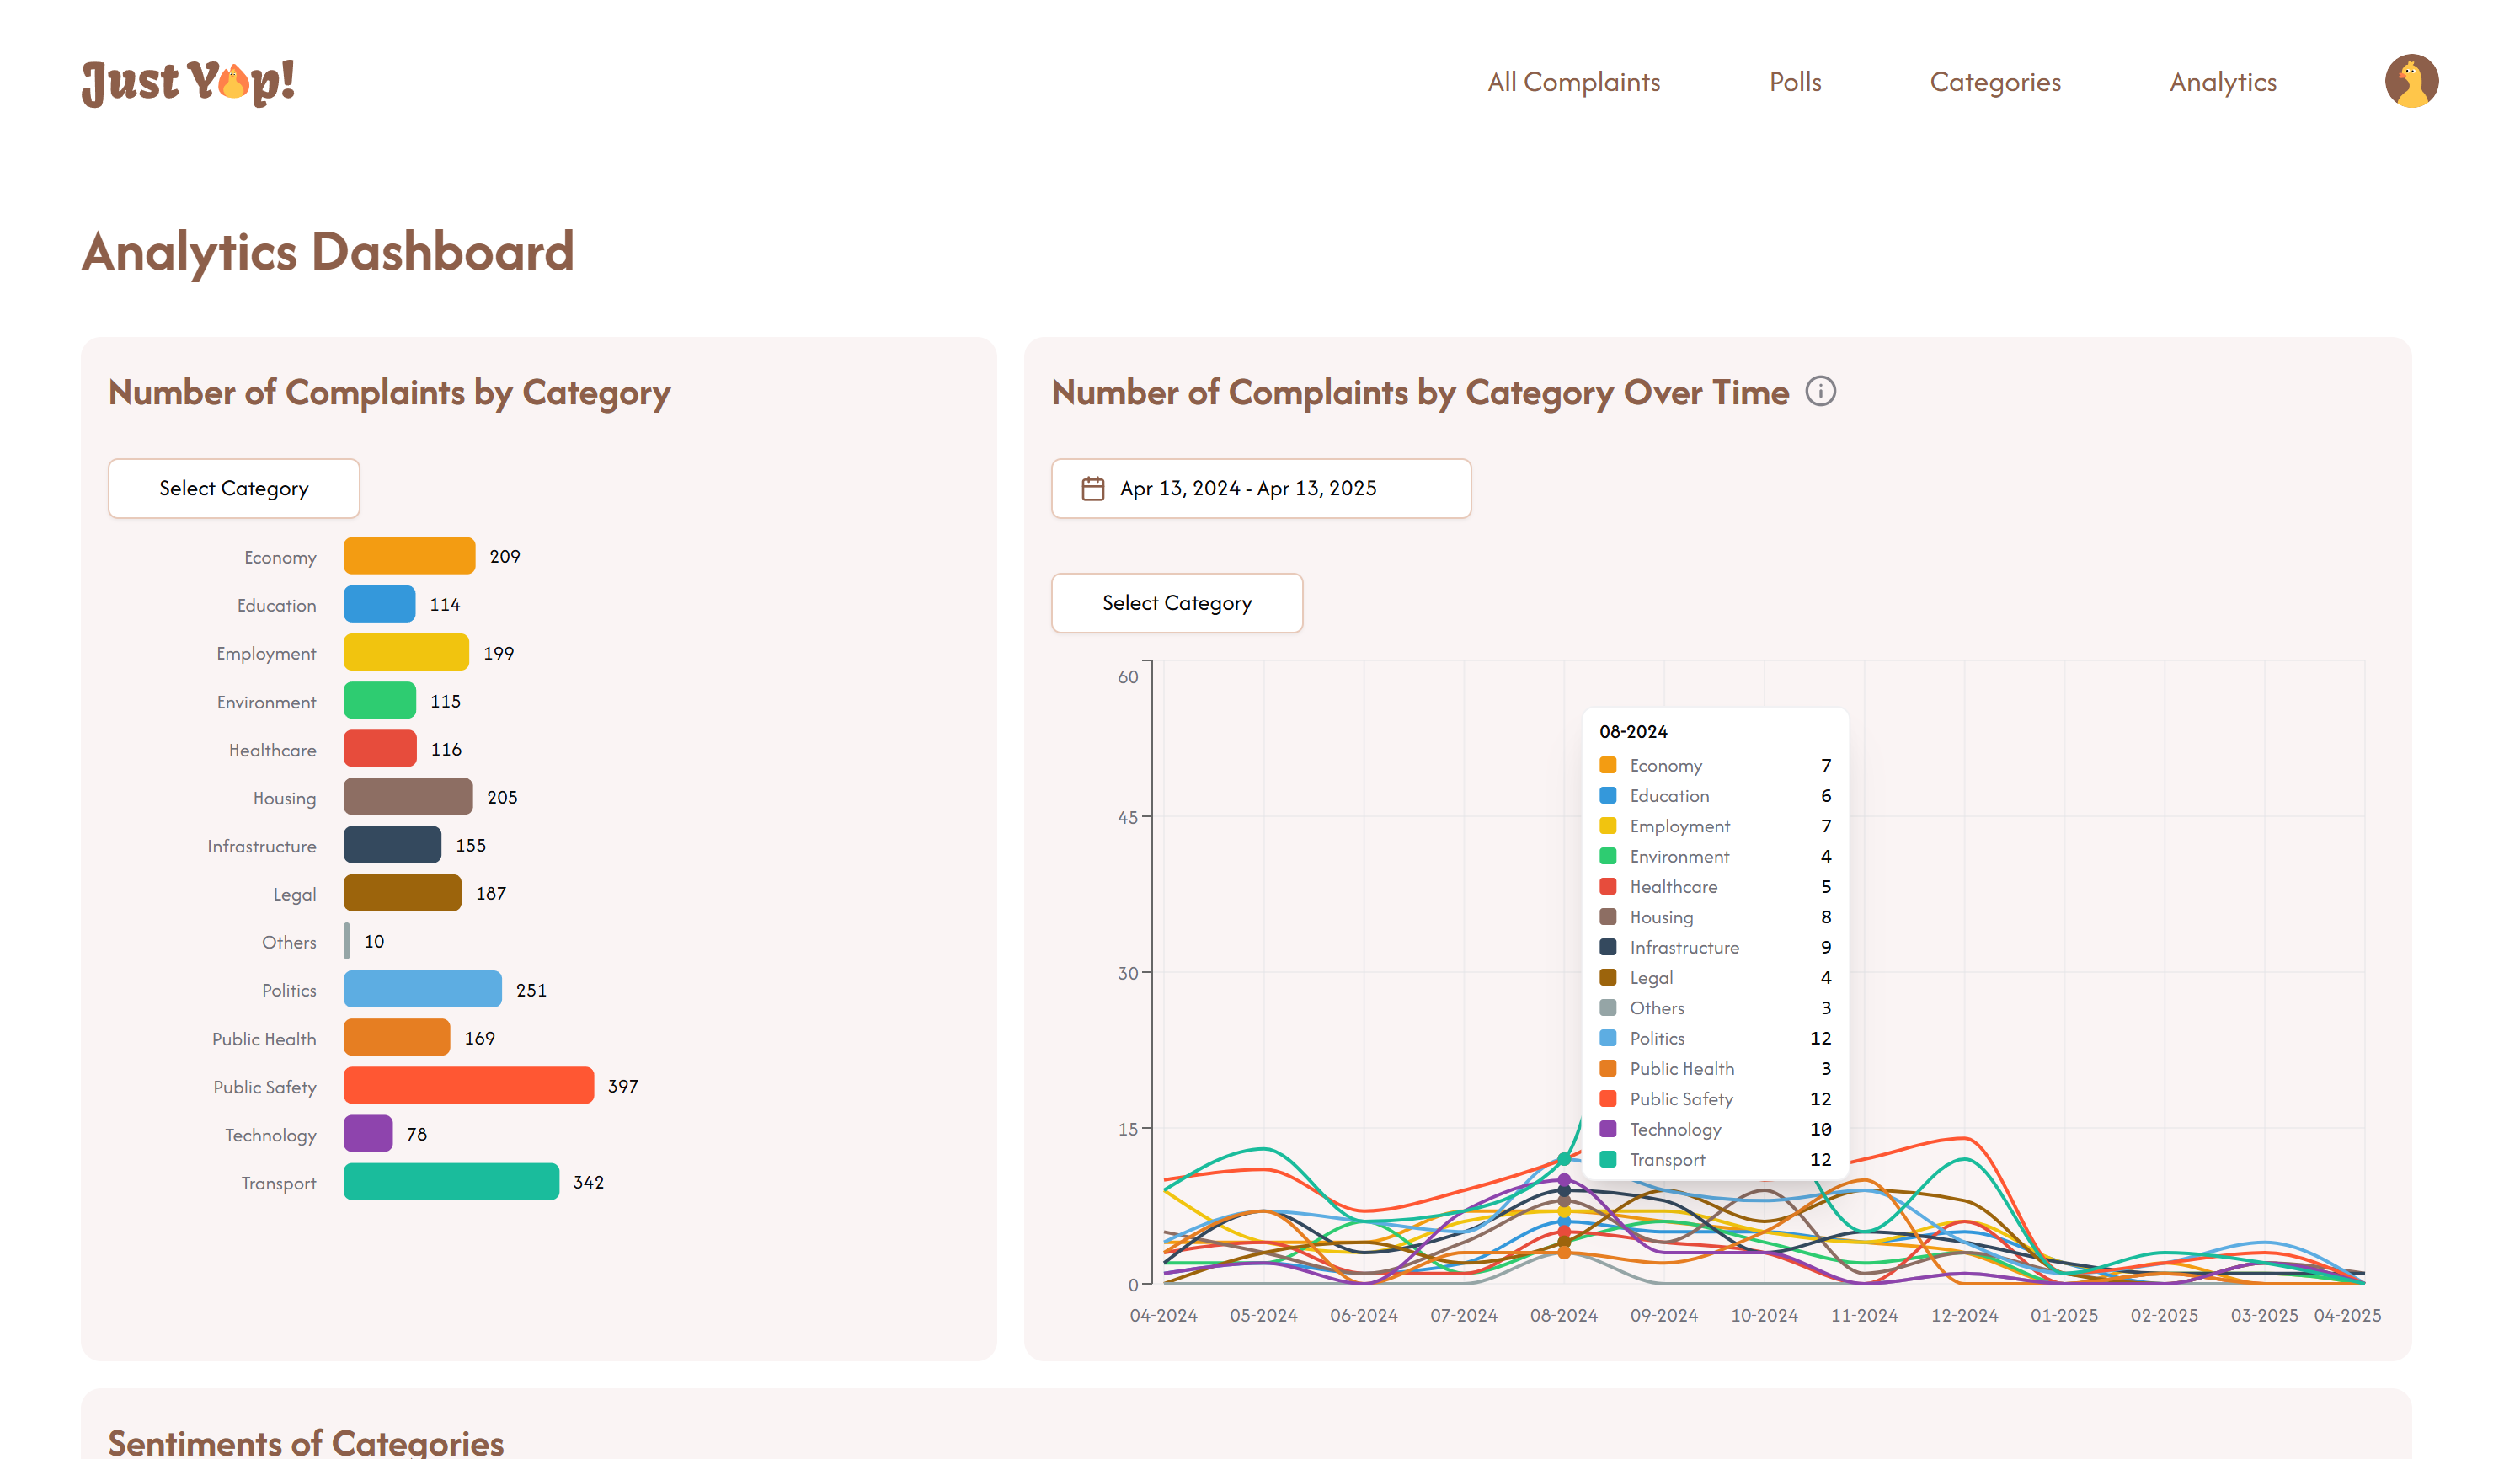 Just Yap!
All Complaints
Polls
Categories
Analytics
Analytics Dashboard
Number of Complaints by Category
Select Category
Economy 209
Education 114
Employment 199
Environment 115
Healthcare 116
Housing 205
Infrastructure 155
Legal 187
Others 10
Politics 251
Public Health 169
Public Safety 397
Technology 78
Transport 342
Number of Complaints by Category Over Time
Apr 13, 2024 - Apr 13, 2025
Select Category
60
45
30
15
0
08-2024
Economy 7
Education 6
Employment 7
Environment 4
Healthcare 5
Housing 8
Infrastructure 9
Legal 4
Others 3
Politics 12
Public Health 3
Public Safety 12
Technology 10
Transport 12
04-2024 05-2024 06-2024 07-2024 08-2024 09-2024 10-2024 11-2024 12-2024 01-2025 02-2025 03-2025 04-2025
Sentiments of Categories